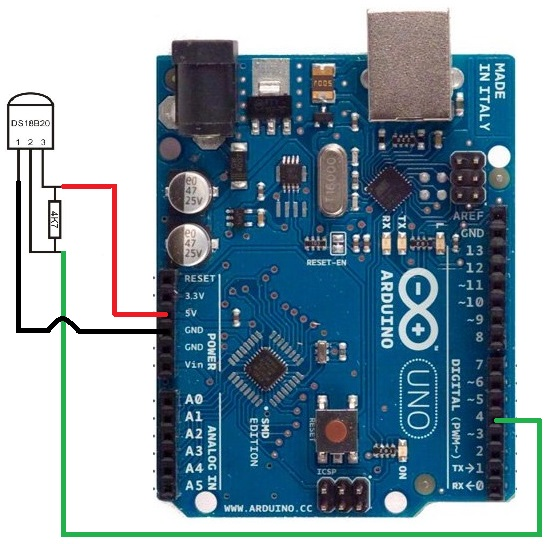 DS18B20
1 2 3
4K7
MADE
IN ITALY
RESET-EN
RX
TX
L
AREF
GND
13
12
~11
~10
~9
8
7
~6
~5
4
~3
2
TX→1
RX←0
DIGITAL (PWM~)
ARDUINO
UNO
RESET
3.3V
5V
GND
GND
Vin
POWER
A0
A1
A2
A3
A4
A5
ANALOG IN
SMD
EDITION
RESET
ICSP
ON
WWW.ARDUINO.CC
47
25V
47
25V